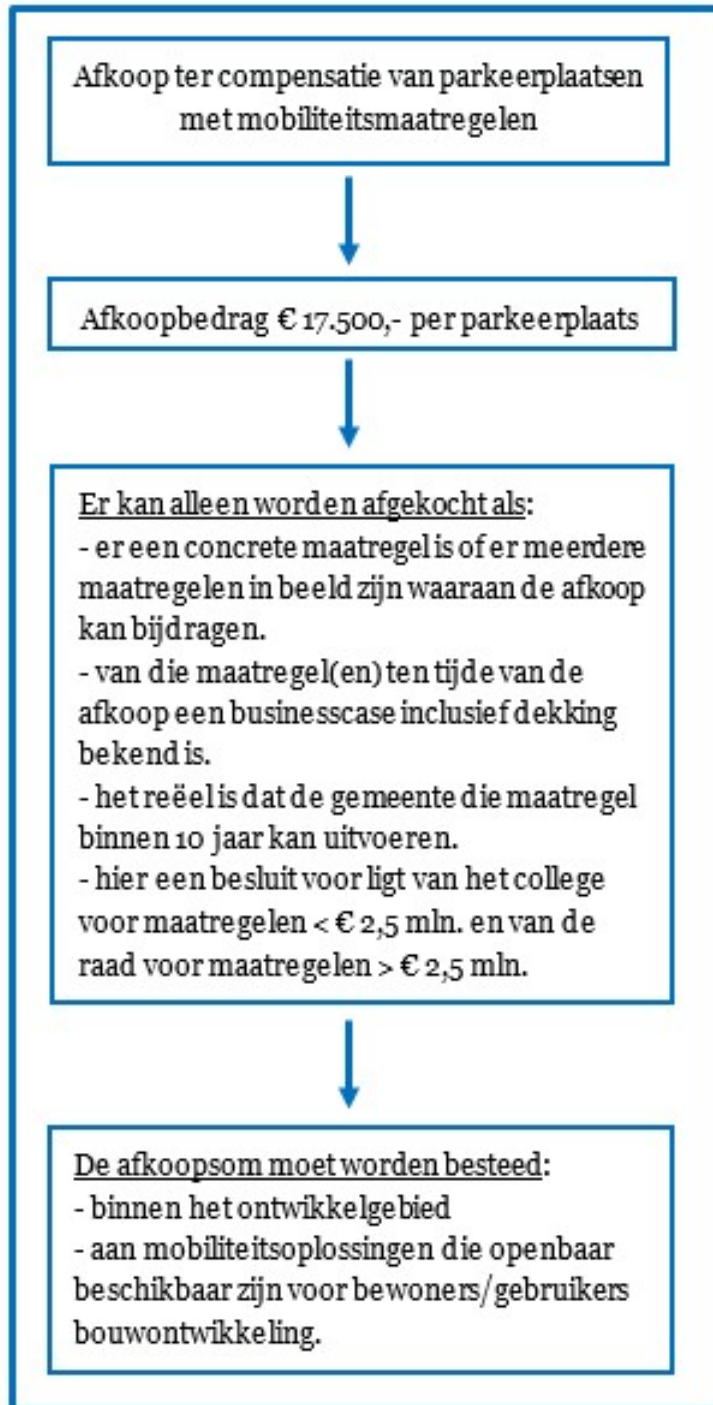 Afkoop ter compensatie van parkeerplaatsen
met mobiliteitsmaatregelen
Afkoopbedrag € 17.500,- per parkeerplaats
Er kan alleen worden afgekocht als:
- er een concrete maatregel is of er meerdere
maatregelen in beeld zijn waaraan de afkoop
kan bijdragen.
- van die maatregel(en) ten tijde van de
afkoop een businesscase inclusief dekking
bekend is.
- het reëel is dat de gemeente die maatregel
binnen 10 jaar kan uitvoeren.
- hier een besluit voor ligt van het college
voor maatregelen < € 2,5 mln. en van de
raad voor maatregelen > € 2,5 mln.
De afkoopsom moet worden besteed:
- binnen het ontwikkelgebied
- aan mobiliteitsoplossingen die openbaar
beschikbaar zijn voor bewoners/gebruikers
bouwontwikkeling.